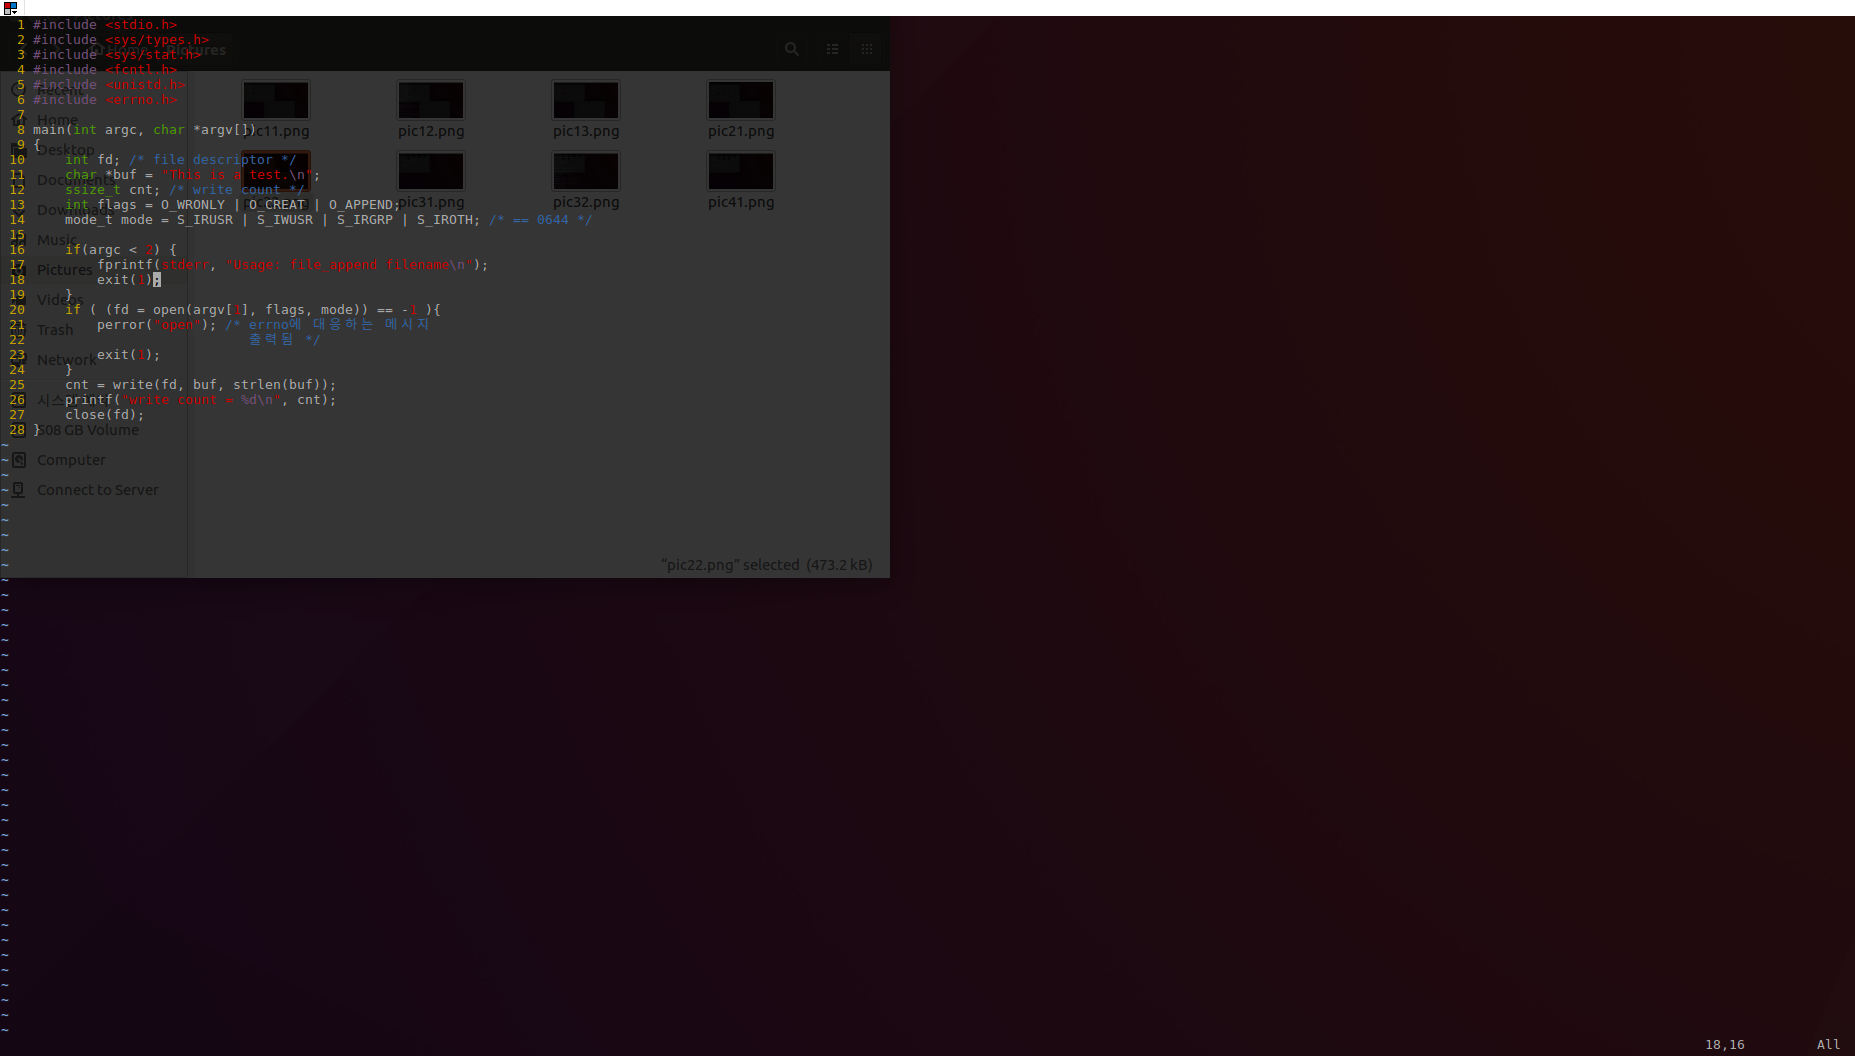 1 #include <stdio.h>
2 #include <sys/types.h>
3 #include <sys/stat.h>
4 #include <fcntl.h>
5 #include <unistd.h>
6 #include <errno.h>
7
8 main(int argc, char *argv[])
9 {
10     int fd; /* file descriptor */
11     char *buf = "This is a test.\n";
12     ssize_t cnt; /* write count */
13     int flags = O_WRONLY | O_CREAT | O_APPEND;
14     mode_t mode = S_IRUSR | S_IWUSR | S_IRGRP | S_IROTH; /* == 0644 */
15
16     if(argc < 2) {
17         fprintf(stderr, "Usage: file_append filename\n");
18         exit(1);
19     }
20     if ( (fd = open(argv[1], flags, mode)) == -1 ){
21         perror("open"); /* errno에 대응하는 메시지
22                            출력됨 */
23         exit(1);
24     }
25     cnt = write(fd, buf, strlen(buf));
26     printf("write count = %d\n", cnt);
27     close(fd);
28 }
Home Pictures
Recent
Home
Desktop
Documents
Downloads
Music
Pictures
Videos
Trash
Network
508 GB Volume
Computer
Connect to Server
pic11.png pic12.png pic13.png pic21.png
pic31.png pic32.png pic41.png
"pic22.png" selected (473.2 kB)
18,16 All